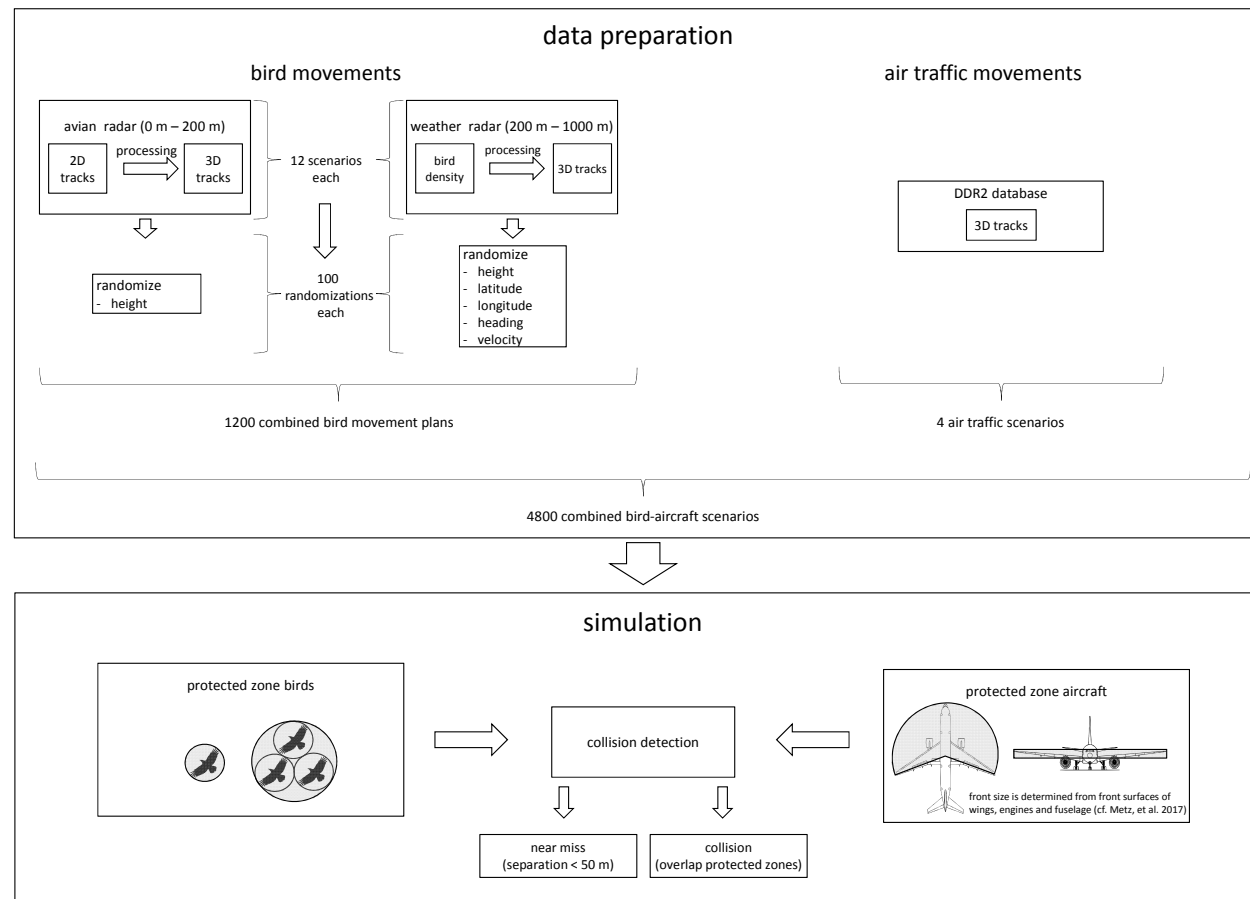 data preparation
bird movements
air traffic movements
avian radar (0 m – 200 m)
processing
2D
tracks
3D
tracks
12 scenarios
each
weather radar (200 m – 1000 m)
bird
density
processing
3D tracks
DDR2 database
3D tracks
randomize
- height
100
randomizations
each
randomize
- height
- latitude
- longitude
- heading
- velocity
1200 combined bird movement plans
4 air traffic scenarios
4800 combined bird-aircraft scenarios
simulation
protected zone birds
collision detection
protected zone aircraft
front size is determined from front surfaces of
wings, engines and fuselage (cf. Metz, et al. 2017)
near miss
(separation < 50 m)
collision
(overlap protected zones)